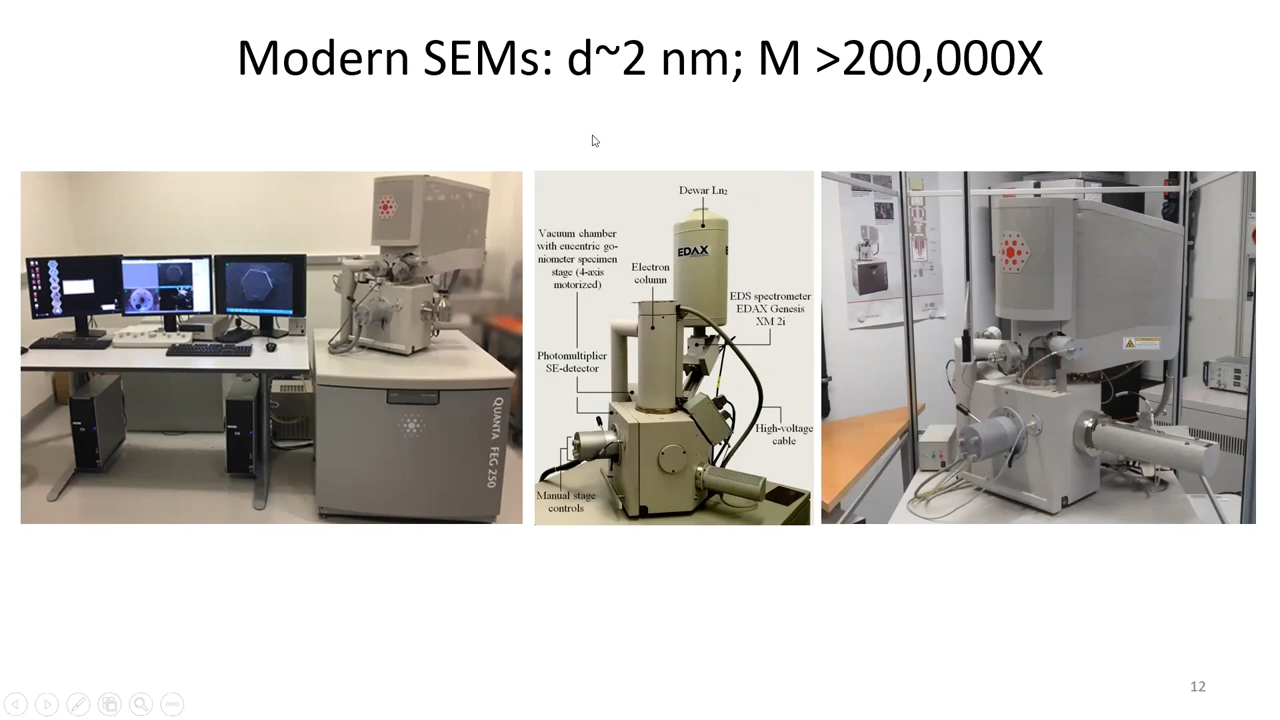 Modern SEMs: d~2 nm; M >200,000X
QUANTA FEG 250
Dewar Ln₂
EDAX
Vacuum chamber
with eucentric go-
niometer specimen
stage (4-axis
motorized)
Electron
column
EDS spectrometer
EDAX Genesis
XM 2i
Photomultiplier
SE-detector
High-voltage
cable
Manual stage
controls
12